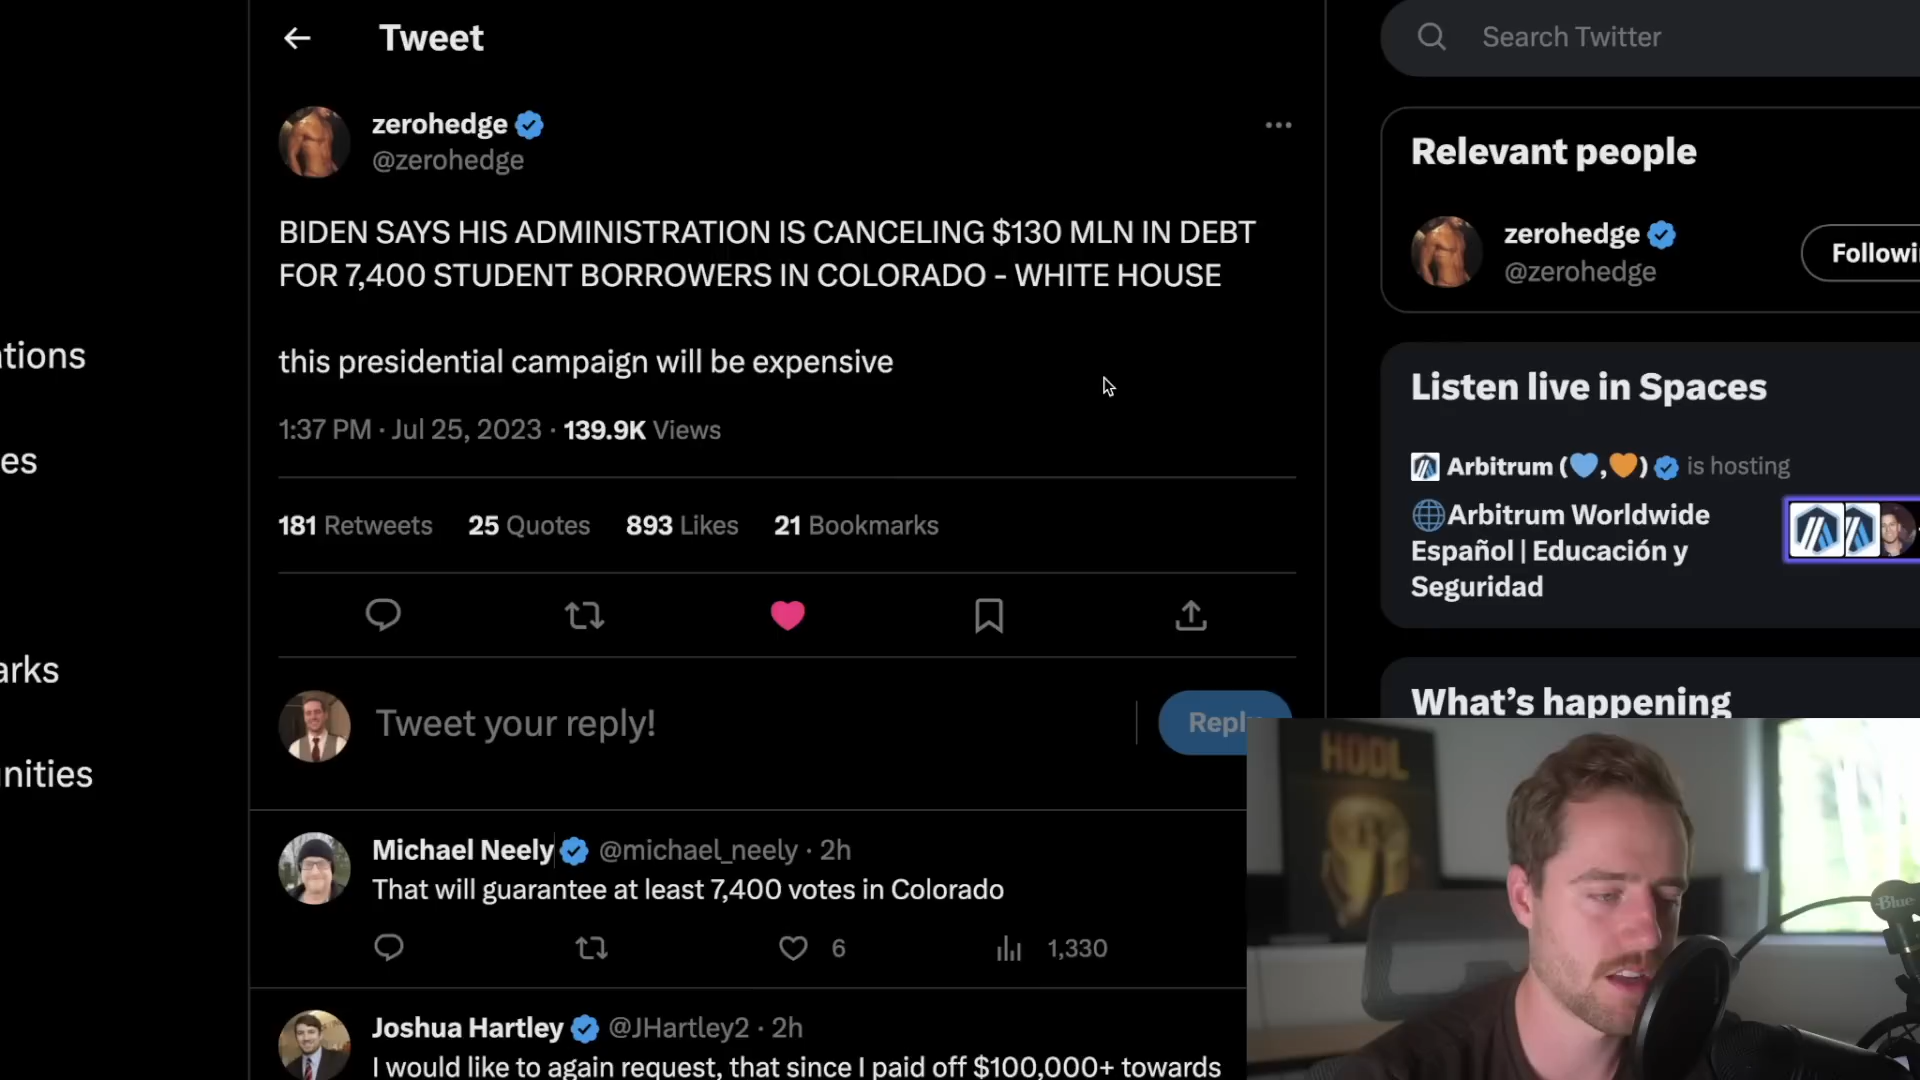 Tweet
Search Twitter
zerohedge
@zerohedge
BIDEN SAYS HIS ADMINISTRATION IS CANCELING $130 MLN IN DEBT
FOR 7,400 STUDENT BORROWERS IN COLORADO - WHITE HOUSE
this presidential campaign will be expensive
1:37 PM · Jul 25, 2023 · 139.9K Views
181 Retweets 25 Quotes 893 Likes 21 Bookmarks
Tweet your reply!
Reply
Michael Neely @michael_neely · 2h
That will guarantee at least 7,400 votes in Colorado
6 1,330
Joshua Hartley @JHartley2 · 2h
I would like to again request, that since I paid off $100,000+ towards
tions
es
arks
nities
Relevant people
zerohedge
@zerohedge
Followi
Listen live in Spaces
Arbitrum (💙,🧡) is hosting
🌐Arbitrum Worldwide
Español | Educación y
Seguridad
What's happening
HODL
Blue